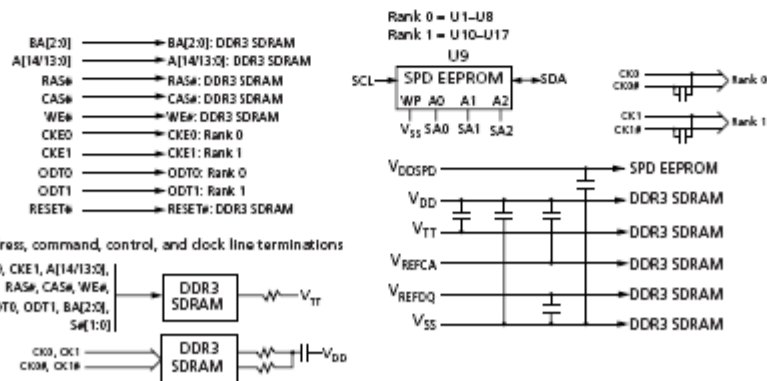 BA[2:0] BA[2:0]: DDR3 SDRAM
A[14/13:0] A[14/13:0]: DDR3 SDRAM
RAS# RAS#: DDR3 SDRAM
CAS# CAS#: DDR3 SDRAM
WE# WE#: DDR3 SDRAM
CKE0 CKE0: Rank 0
CKE1 CKE1: Rank 1
ODT0 ODT0: Rank 0
ODT1 ODT1: Rank 1
RESET# RESET#: DDR3 SDRAM
ress, command, control, and clock line terminations
, CKE1, A[14/13:0],
RAS#, CAS#, WE#,
OT0, ODT1, BA[2:0],
S#[1:0]
DDR3
SDRAM
VTT
CK0, CK1
CK0#, CK1#
DDR3
SDRAM
VDD
Rank 0 = U1–U8
Rank 1 = U10–U17
U9
SCL SPD EEPROM SDA
WP A0 A1 A2
VSS SA0 SA1 SA2
CK0
CK0#
Rank 0
CK1
CK1#
Rank 1
VDDSPD SPD EEPROM
VDD DDR3 SDRAM
VTT DDR3 SDRAM
VREFCA DDR3 SDRAM
VREFDQ DDR3 SDRAM
VSS DDR3 SDRAM